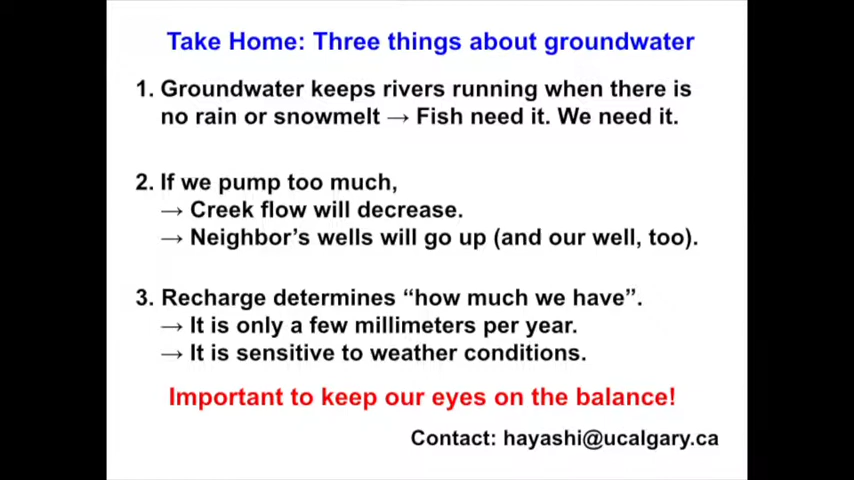 Take Home: Three things about groundwater
1. Groundwater keeps rivers running when there is
no rain or snowmelt → Fish need it. We need it.
2. If we pump too much,
→ Creek flow will decrease.
→ Neighbor's wells will go up (and our well, too).
3. Recharge determines “how much we have”.
→ It is only a few millimeters per year.
→ It is sensitive to weather conditions.
Important to keep our eyes on the balance!
Contact: hayashi@ucalgary.ca